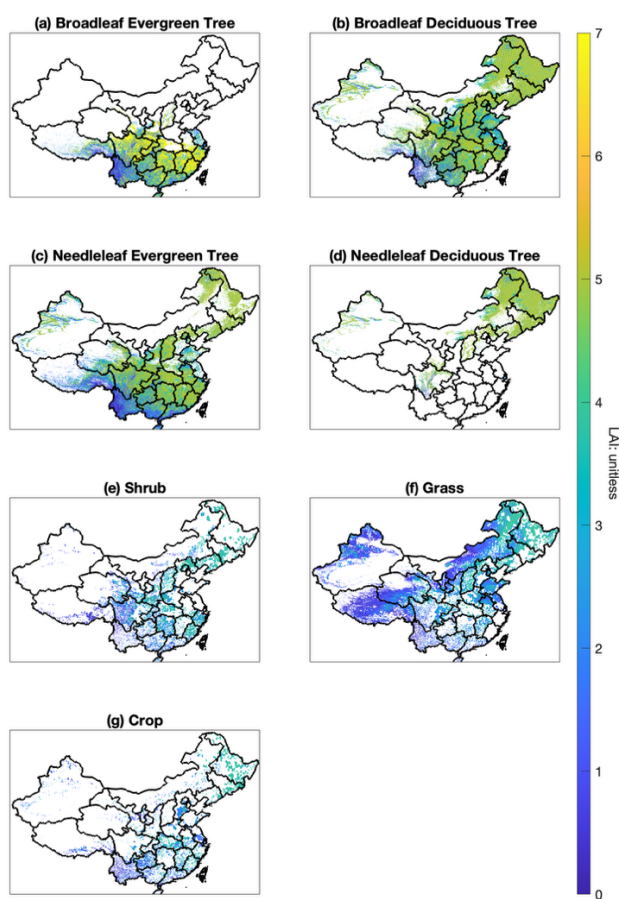 (a) Broadleaf Evergreen Tree
(b) Broadleaf Deciduous Tree
(c) Needleleaf Evergreen Tree
(d) Needleleaf Deciduous Tree
(e) Shrub
(f) Grass
(g) Crop
7
6
5
4
3
2
1
0
LAI: unitless